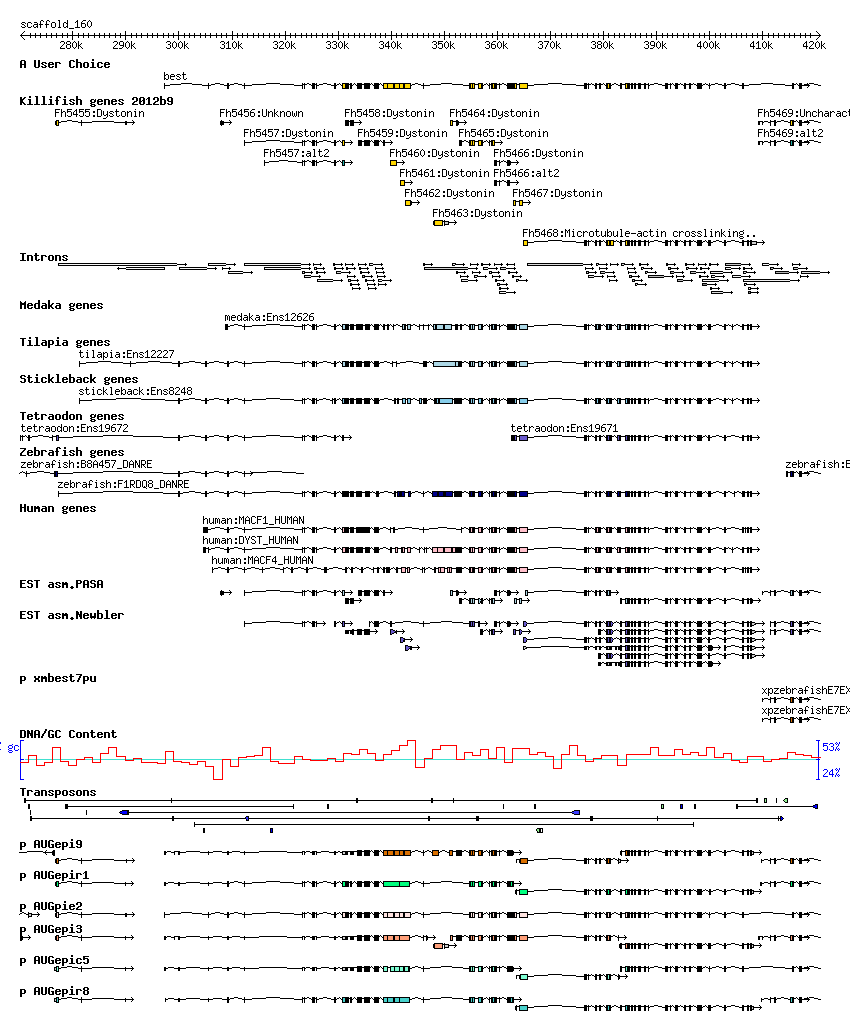 scaffold_160
280k 290k 300k 310k 320k 330k 340k 350k 360k 370k 380k 390k 400k 410k 420k
A User Choice
best
Killifish genes 2012b9
Fh5455:Dystonin Fh5456:Unknown Fh5458:Dystonin Fh5464:Dystonin Fh5469:Uncharact
Fh5457:Dystonin Fh5459:Dystonin Fh5465:Dystonin Fh5469:alt2
Fh5457:alt2 Fh5460:Dystonin Fh5466:Dystonin
Fh5461:Dystonin Fh5466:alt2
Fh5462:Dystonin Fh5467:Dystonin
Fh5463:Dystonin
Fh5468:Microtubule-actin crosslinking..
Introns
Medaka genes
medaka:Ens12626
Tilapia genes
tilapia:Ens12227
Stickleback genes
stickleback:Ens8248
Tetraodon genes
tetraodon:Ens19672 tetraodon:Ens19671
Zebrafish genes
zebrafish:B8A457_DANRE zebrafish:E
zebrafish:F1RDQ8_DANRE
Human genes
human:MACF1_HUMAN
human:DYST_HUMAN
human:MACF4_HUMAN
EST asm.PASA
EST asm.Newbler
p xmbest7pu
xpzebrafishE7EX
xpzebrafishE7EX
DNA/GC Content
% gc 53%
24%
Transposons
p AUGepi9
p AUGepir1
p AUGpie2
p AUGepi3
p AUGepic5
p AUGepir8